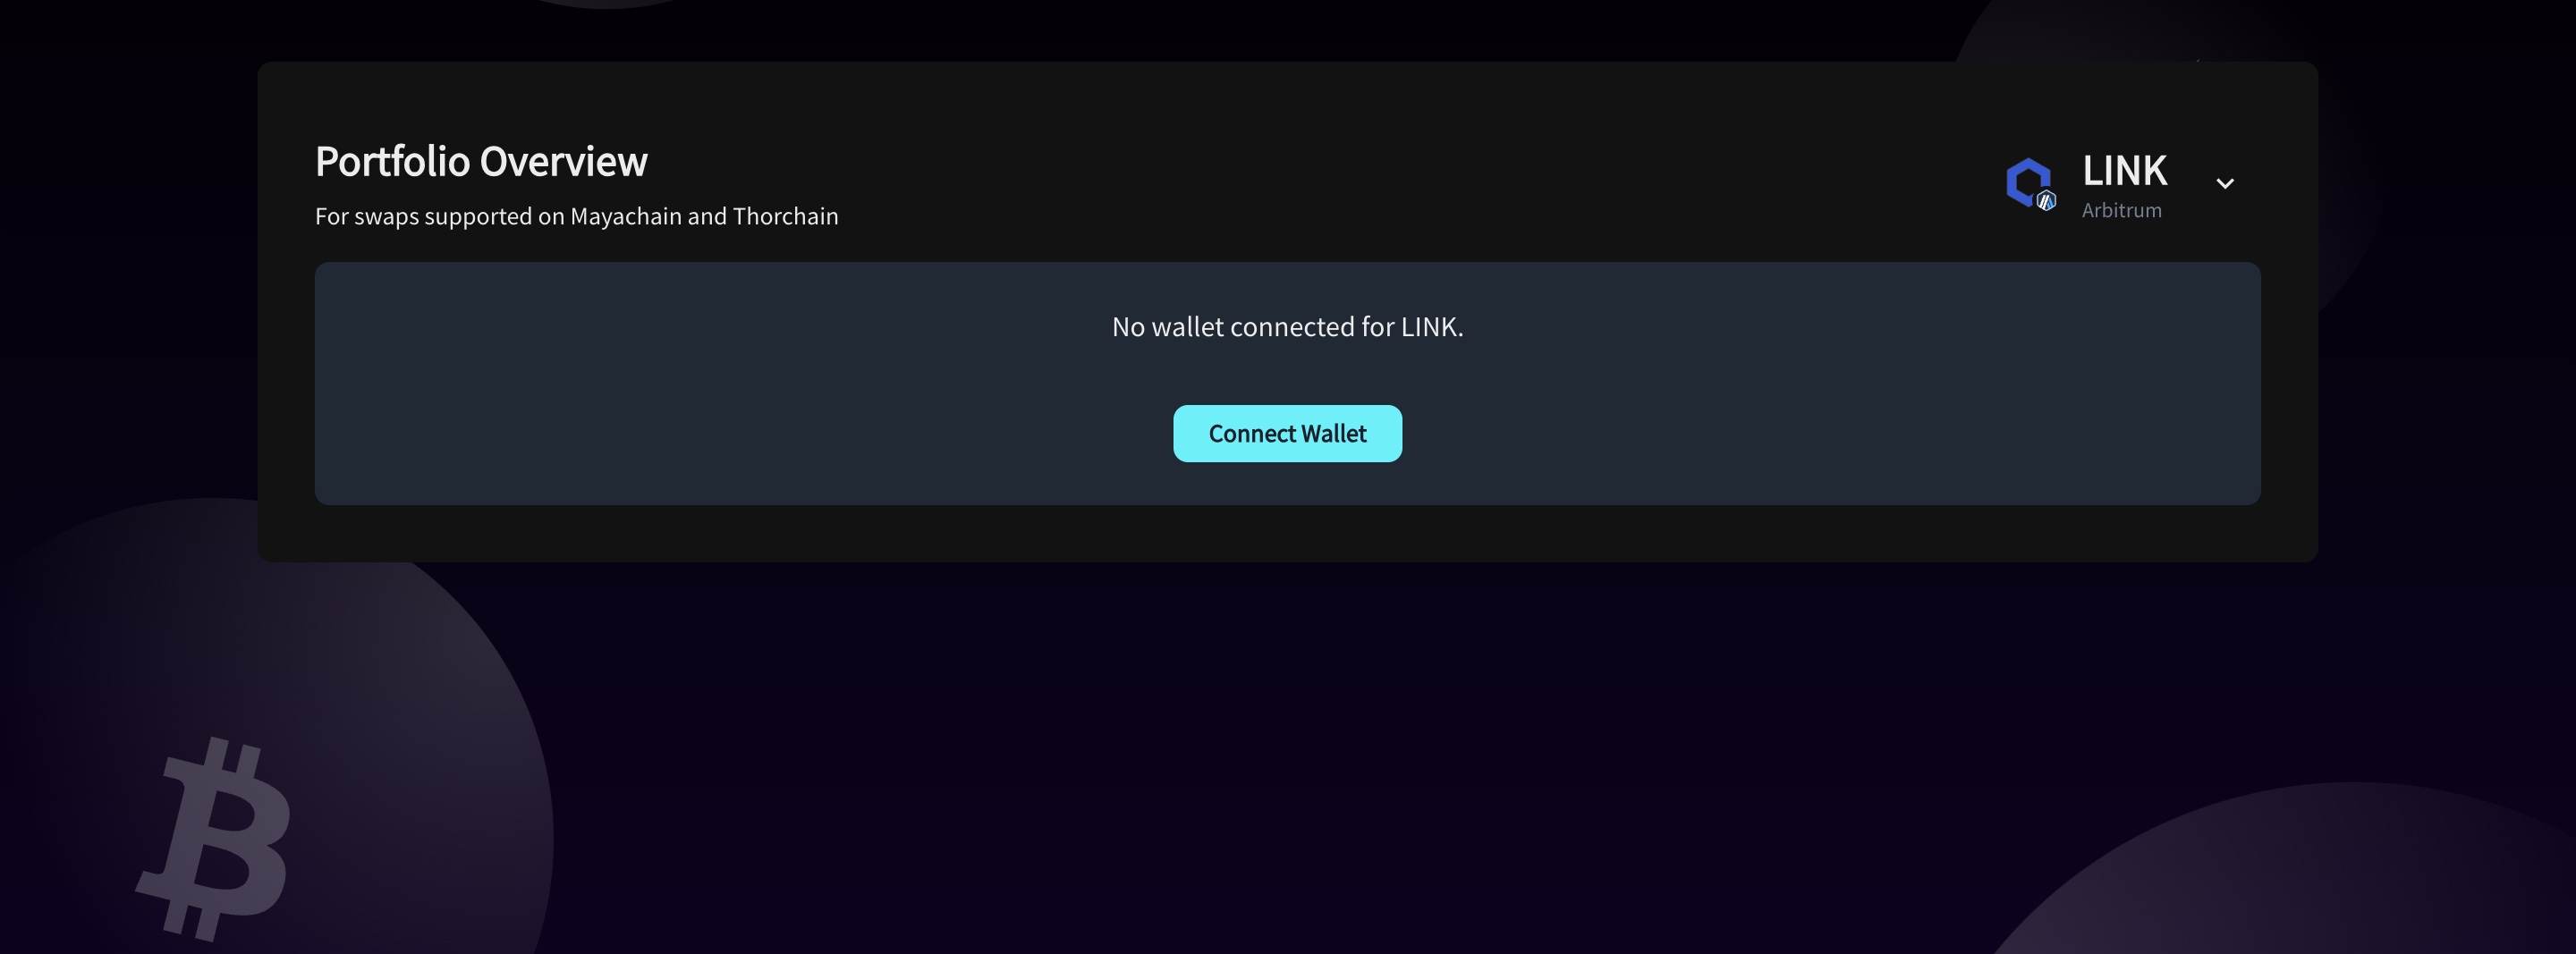 Portfolio Overview
For swaps supported on Mayachain and Thorchain
LINK
Arbitrum
No wallet connected for LINK.
Connect Wallet